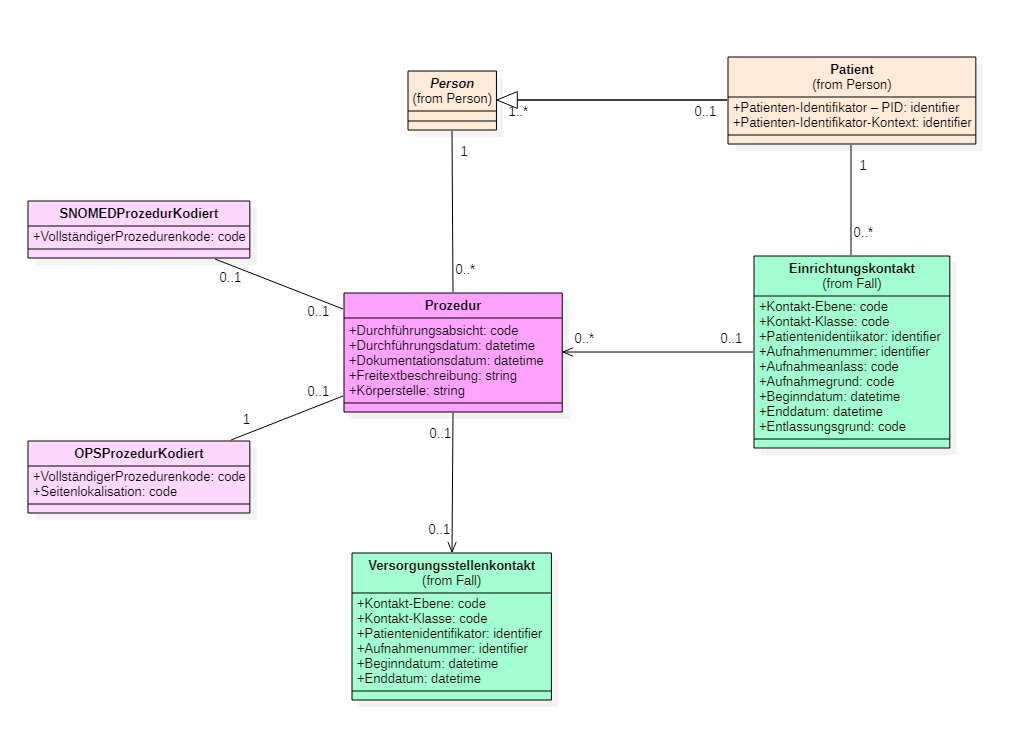 Person
(from Person)
1..*
0..1
Patient
(from Person)
+Patienten-Identifikator – PID: identifier
+Patienten-Identifikator-Kontext: identifier
1
1
0..*
0..*
SNOMEDProzedurKodiert
+VollständigerProzedurenkode: code
0..1
0..1
Prozedur
+Durchführungsabsicht: code
+Durchführungsdatum: datetime
+Dokumentationsdatum: datetime
+Freitextbeschreibung: string
+Körperstelle: string
0..*
0..1
Einrichtungskontakt
(from Fall)
+Kontakt-Ebene: code
+Kontakt-Klasse: code
+Patientenidentiikator: identifier
+Aufnahmenummer: identifier
+Aufnahmeanlass: code
+Aufnahmegrund: code
+Beginndatum: datetime
+Enddatum: datetime
+Entlassungsgrund: code
0..1
1
OPSProzedurKodiert
+VollständigerProzedurenkode: code
+Seitenlokalisation: code
0..1
0..1
Versorgungsstellenkontakt
(from Fall)
+Kontakt-Ebene: code
+Kontakt-Klasse: code
+Patientenidentifikator: identifier
+Aufnahmenummer: identifier
+Beginndatum: datetime
+Enddatum: datetime